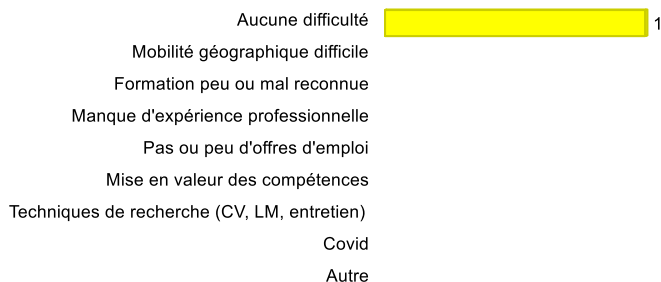 Aucune difficulté 1
Mobilité géographique difficile
Formation peu ou mal reconnue
Manque d'expérience professionnelle
Pas ou peu d'offres d'emploi
Mise en valeur des compétences
Techniques de recherche (CV, LM, entretien)
Covid
Autre